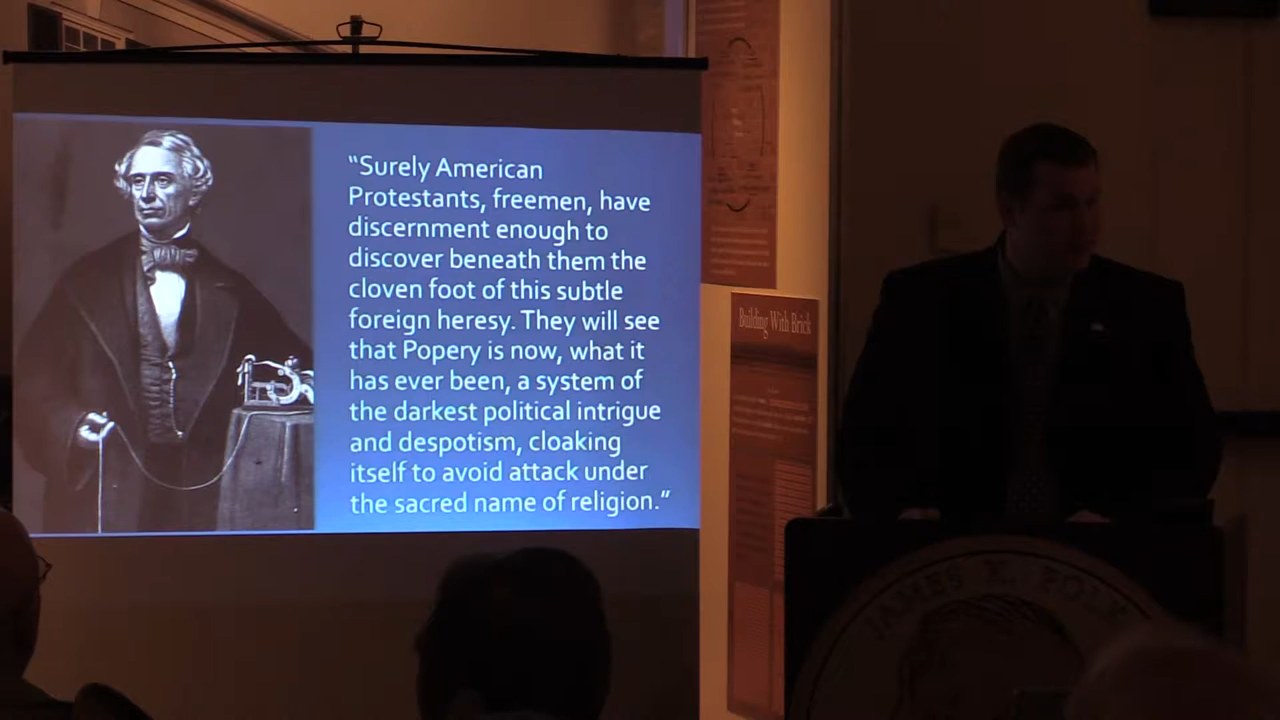 “Surely American
Protestants, freemen, have
discernment enough to
discover beneath them the
cloven foot of this subtle
foreign heresy. They will see
that Popery is now, what it
has ever been, a system of
the darkest political intrigue
and despotism, cloaking
itself to avoid attack under
the sacred name of religion.”
Building With Brick
JAMES K. POLK